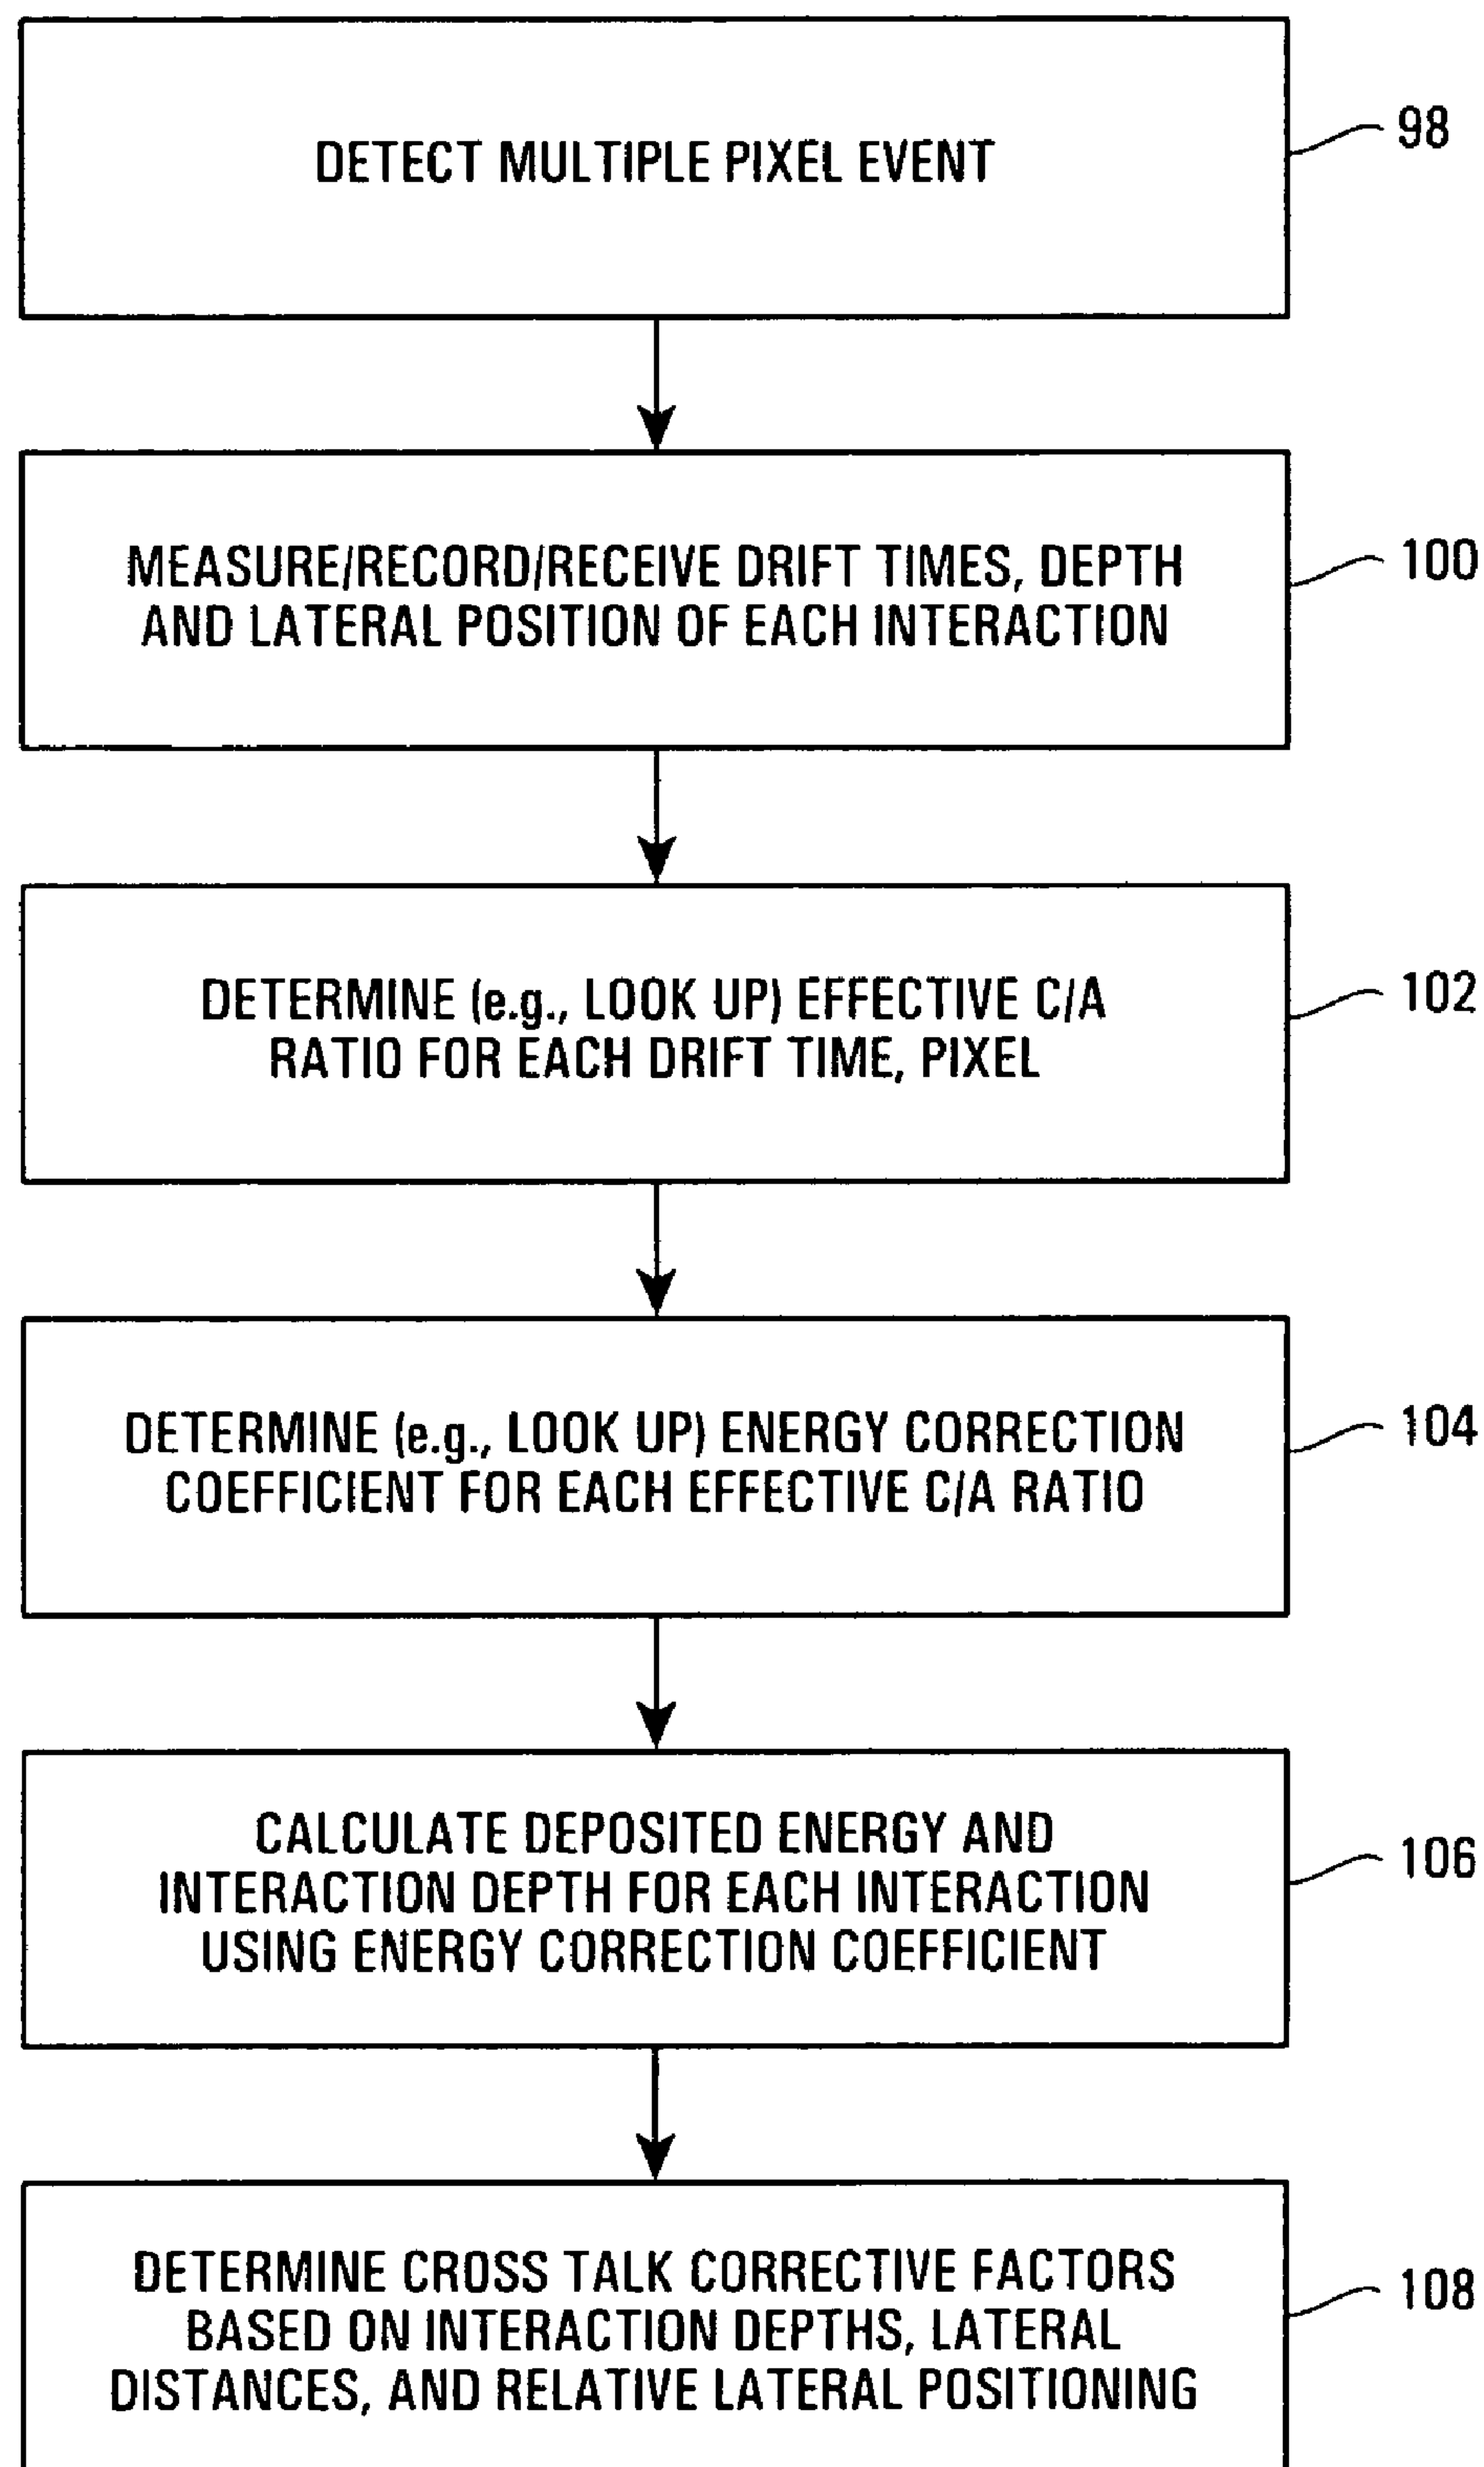 DETECT MULTIPLE PIXEL EVENT
98
MEASURE/RECORD/RECEIVE DRIFT TIMES, DEPTH
AND LATERAL POSITION OF EACH INTERACTION
100
DETERMINE (e.g., LOOK UP) EFFECTIVE C/A
RATIO FOR EACH DRIFT TIME, PIXEL
102
DETERMINE (e.g., LOOK UP) ENERGY CORRECTION
COEFFICIENT FOR EACH EFFECTIVE C/A RATIO
104
CALCULATE DEPOSITED ENERGY AND
INTERACTION DEPTH FOR EACH INTERACTION
USING ENERGY CORRECTION COEFFICIENT
106
DETERMINE CROSS TALK CORRECTIVE FACTORS
BASED ON INTERACTION DEPTHS, LATERAL
DISTANCES, AND RELATIVE LATERAL POSITIONING
108